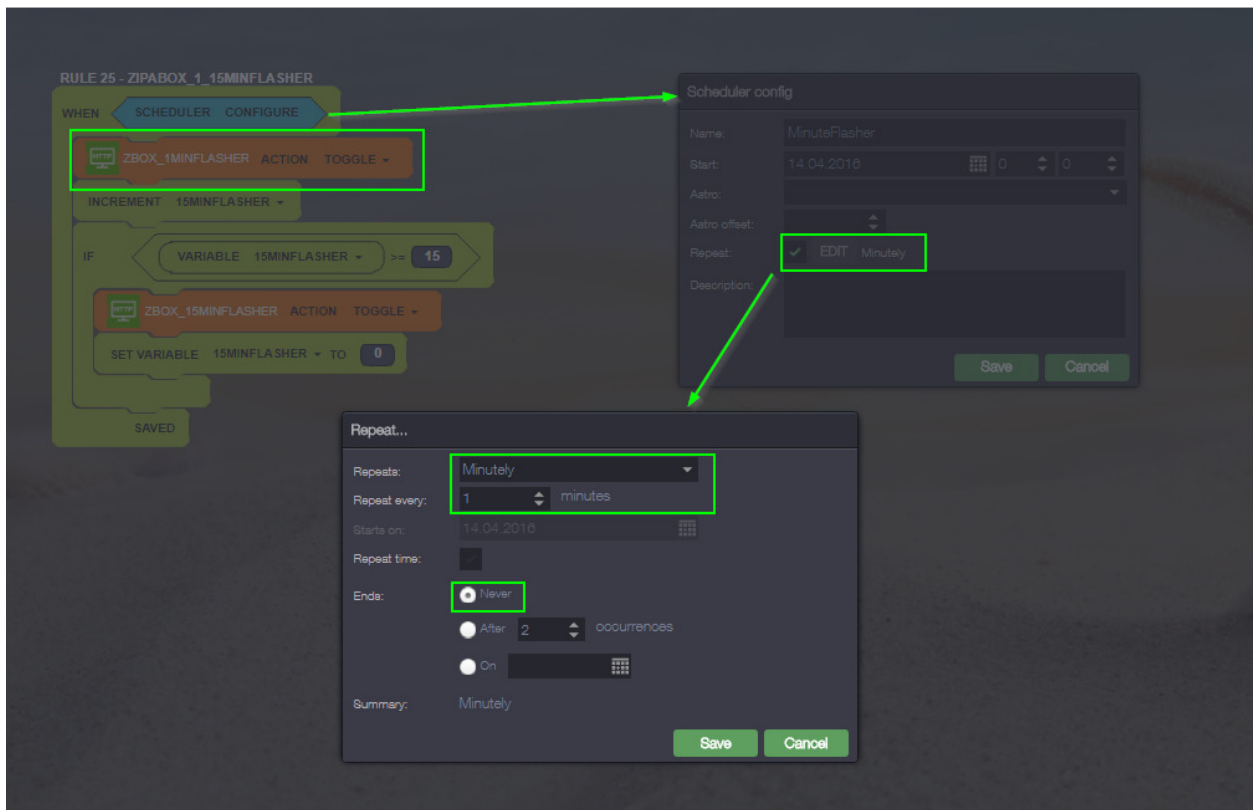 RULE 25 - ZIPABOX_1_15MINFLASHER
WHEN SCHEDULER CONFIGURE
HTTP ZBOX_1MINFLASHER ACTION TOGGLE
INCREMENT 15MINFLASHER
IF VARIABLE 15MINFLASHER >= 15
HTTP ZBOX_15MINFLASHER ACTION TOGGLE
SET VARIABLE 15MINFLASHER TO 0
SAVED
Scheduler config
Name: MinuteFlasher
Start: 14.04.2016 0 0
Astro:
Astro offset:
Repeat: EDIT Minutely
Description:
Save Cancel
Repeat...
Repeats: Minutely
Repeat every: 1 minutes
Starts on: 14.04.2016
Repeat time:
Ends: Never
After 2 occurrences
On
Summary: Minutely
Save Cancel